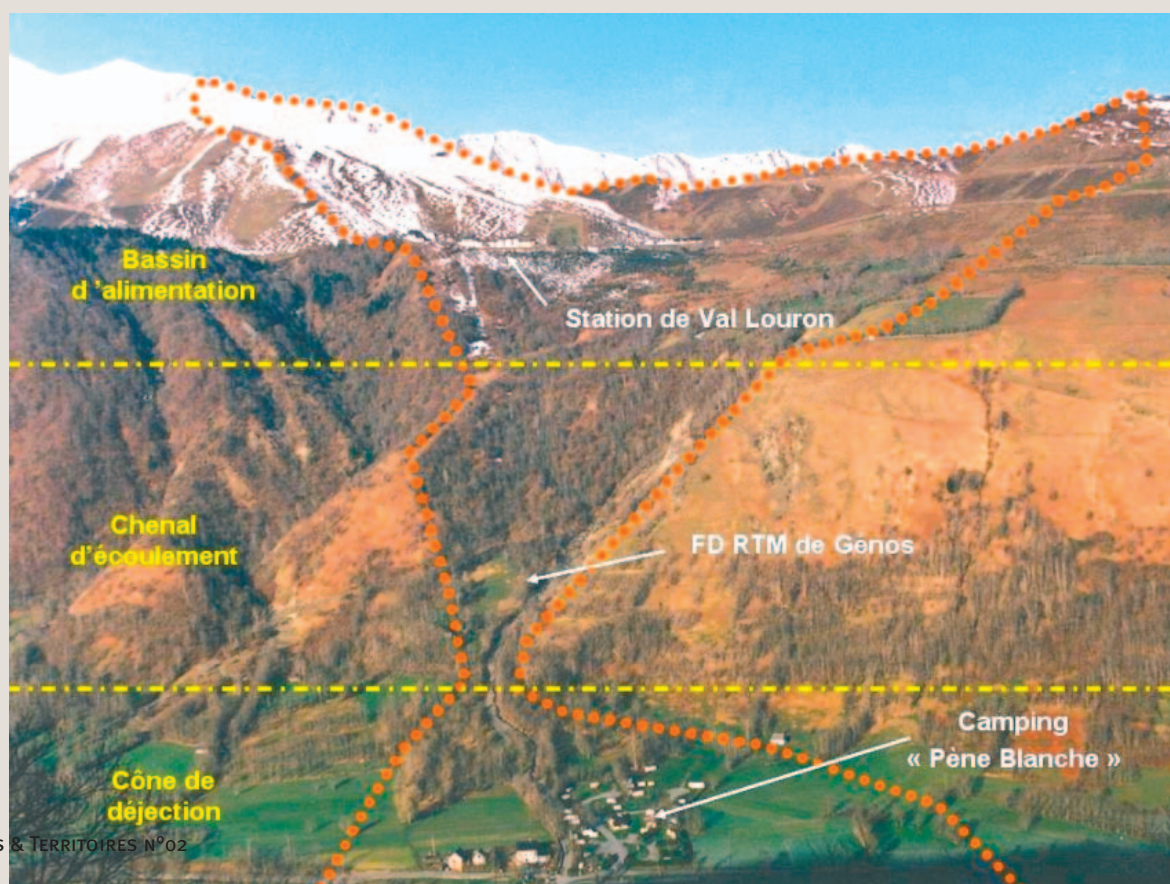 Bassin
d 'alimentation
Station de Val Louron
Chenal
d'écoulement
FD RTM de Génos
Camping
« Pène Blanche »
Cône de
déjection
S & TERRITOIRES N°02